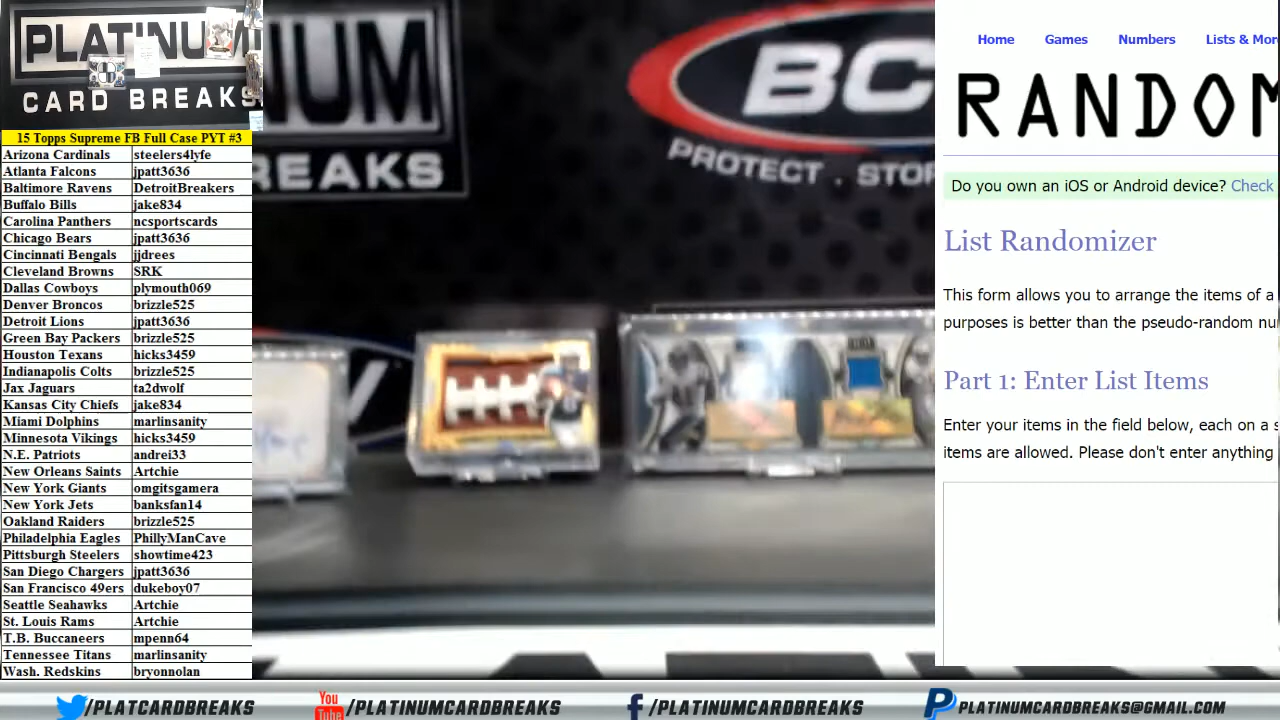 PLATINUM
CARD BREAKS
15 Topps Supreme FB Full Case PYT #3
Arizona Cardinals steelers4lyfe
Atlanta Falcons jpatt3636
Baltimore Ravens DetroitBreakers
Buffalo Bills jake834
Carolina Panthers ncsportscards
Chicago Bears jpatt3636
Cincinnati Bengals jjdrees
Cleveland Browns SRK
Dallas Cowboys plymouth069
Denver Broncos brizzle525
Detroit Lions jpatt3636
Green Bay Packers brizzle525
Houston Texans hicks3459
Indianapolis Colts brizzle525
Jax Jaguars ta2dwolf
Kansas City Chiefs jake834
Miami Dolphins marlinsanity
Minnesota Vikings hicks3459
N.E. Patriots andrei33
New Orleans Saints Artchie
New York Giants omgitsgamera
New York Jets banksfan14
Oakland Raiders brizzle525
Philadelphia Eagles PhillyManCave
Pittsburgh Steelers showtime423
San Diego Chargers jpatt3636
San Francisco 49ers dukeboy07
Seattle Seahawks Artchie
St. Louis Rams Artchie
T.B. Buccaneers mpenn64
Tennessee Titans marlinsanity
Wash. Redskins bryonnolan
NUM
EAKS
BC
PROTECT . STOR
Home Games Numbers Lists & Mor
RANDOM
Do you own an iOS or Android device? Check
List Randomizer
This form allows you to arrange the items of a
purposes is better than the pseudo-random nu
Part 1: Enter List Items
Enter your items in the field below, each on a s
items are allowed. Please don't enter anything
/PLATCARDBREAKS
You
Tube
/PLATINUMCARDBREAKS
f
/PLATINUMCARDBREAKS
P
PLATINUMCARDBREAKS@GMAIL.COM